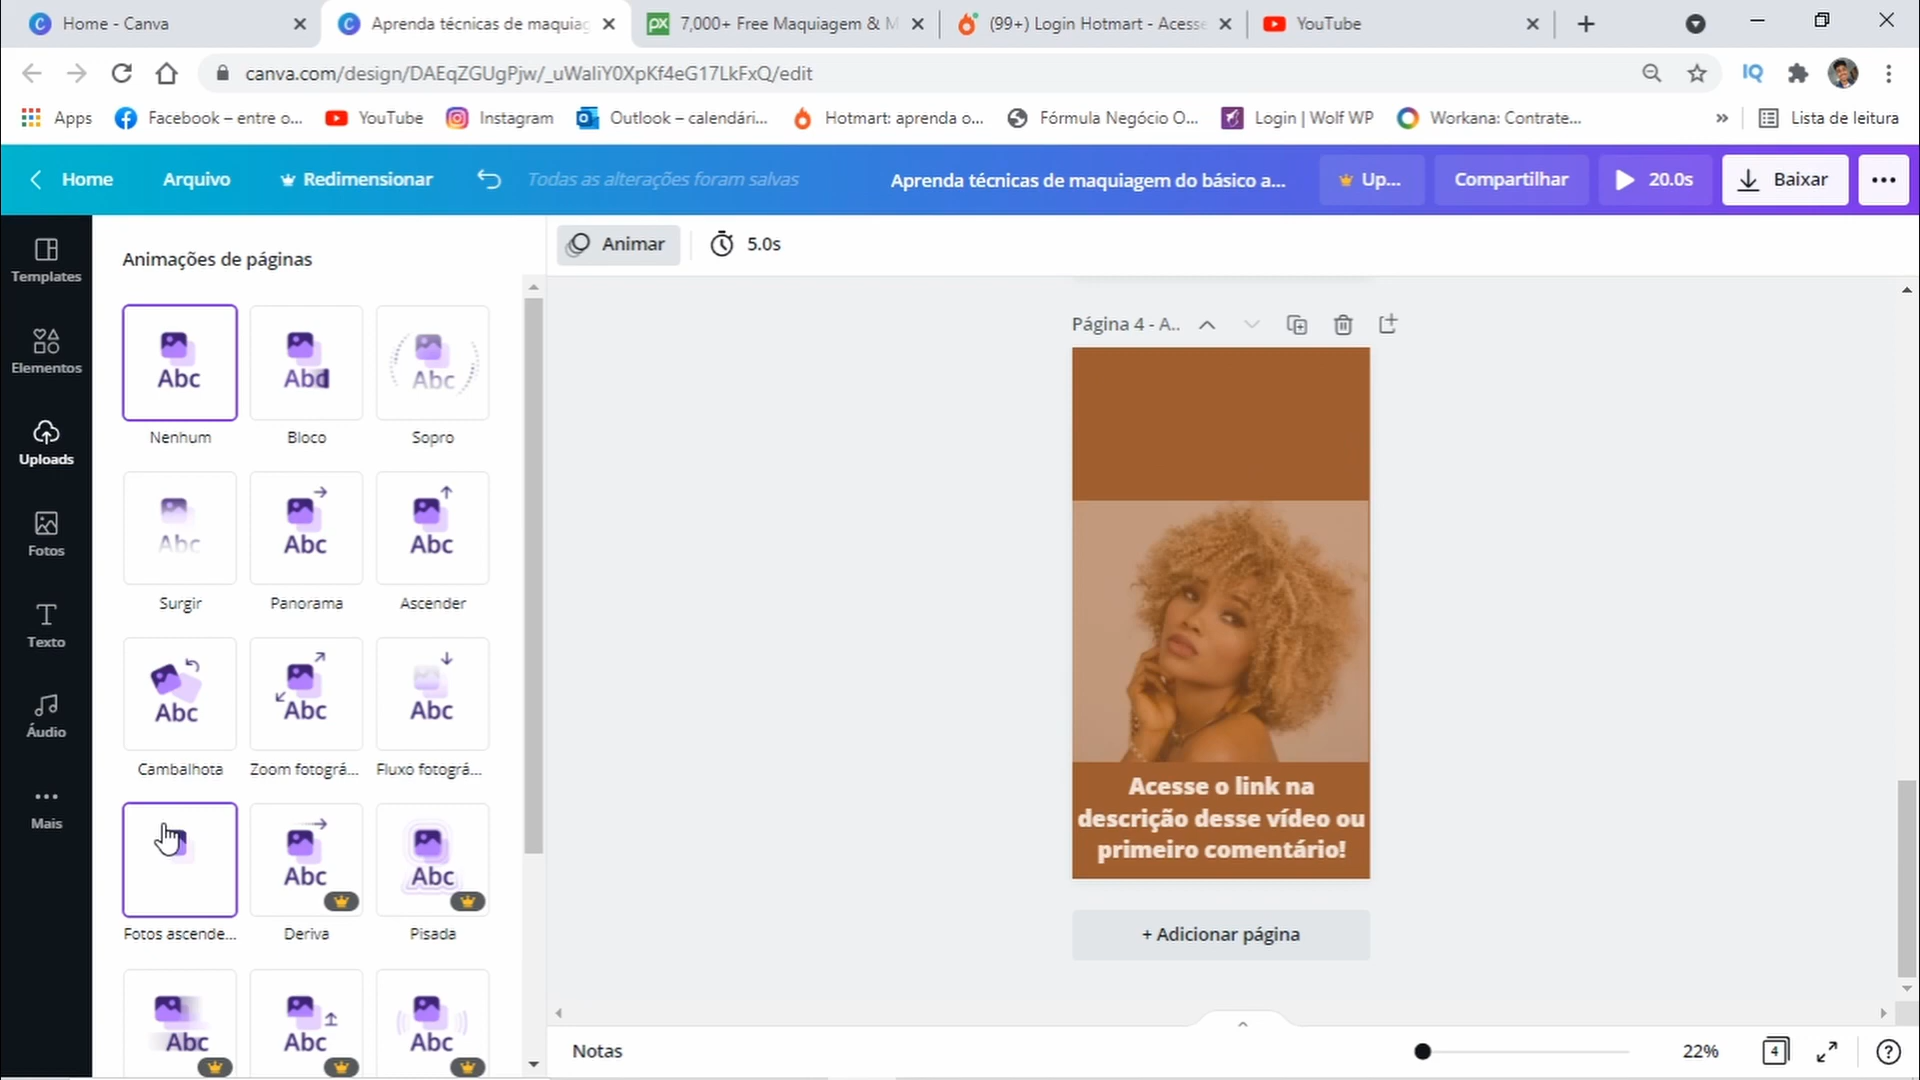 Home - Canva
Aprenda técnicas de maquiag
7,000+ Free Maquiagem & M
(99+) Login Hotmart - Acesse
YouTube
canva.com/design/DAEqZGUgPjw/_uWaIiY0XpKf4eG17LkFxQ/edit
IQ
Apps
Facebook – entre o...
YouTube
Instagram
Outlook – calendári...
Hotmart: aprenda o...
Fórmula Negócio O...
Login | Wolf WP
Workana: Contrate...
»
Lista de leitura
Home
Arquivo
Redimensionar
Todas as alterações foram salvas
Aprenda técnicas de maquiagem do básico a...
Up...
Compartilhar
20.0s
Baixar
Templates
Elementos
Uploads
Fotos
Texto
Áudio
Mais
Animações de páginas
Animar
5.0s
Abc
Abc
Abc
Nenhum
Bloco
Sopro
Abc
Abc
Abc
Surgir
Panorama
Ascender
Abc
Abc
Abc
Cambalhota
Zoom fotográ...
Fluxo fotográ...
Abc
Abc
Fotos ascende...
Deriva
Pisada
Abc
Abc
Abc
Página 4 - A..
Acesse o link na
descrição desse vídeo ou
primeiro comentário!
+ Adicionar página
Notas
22%
4
?